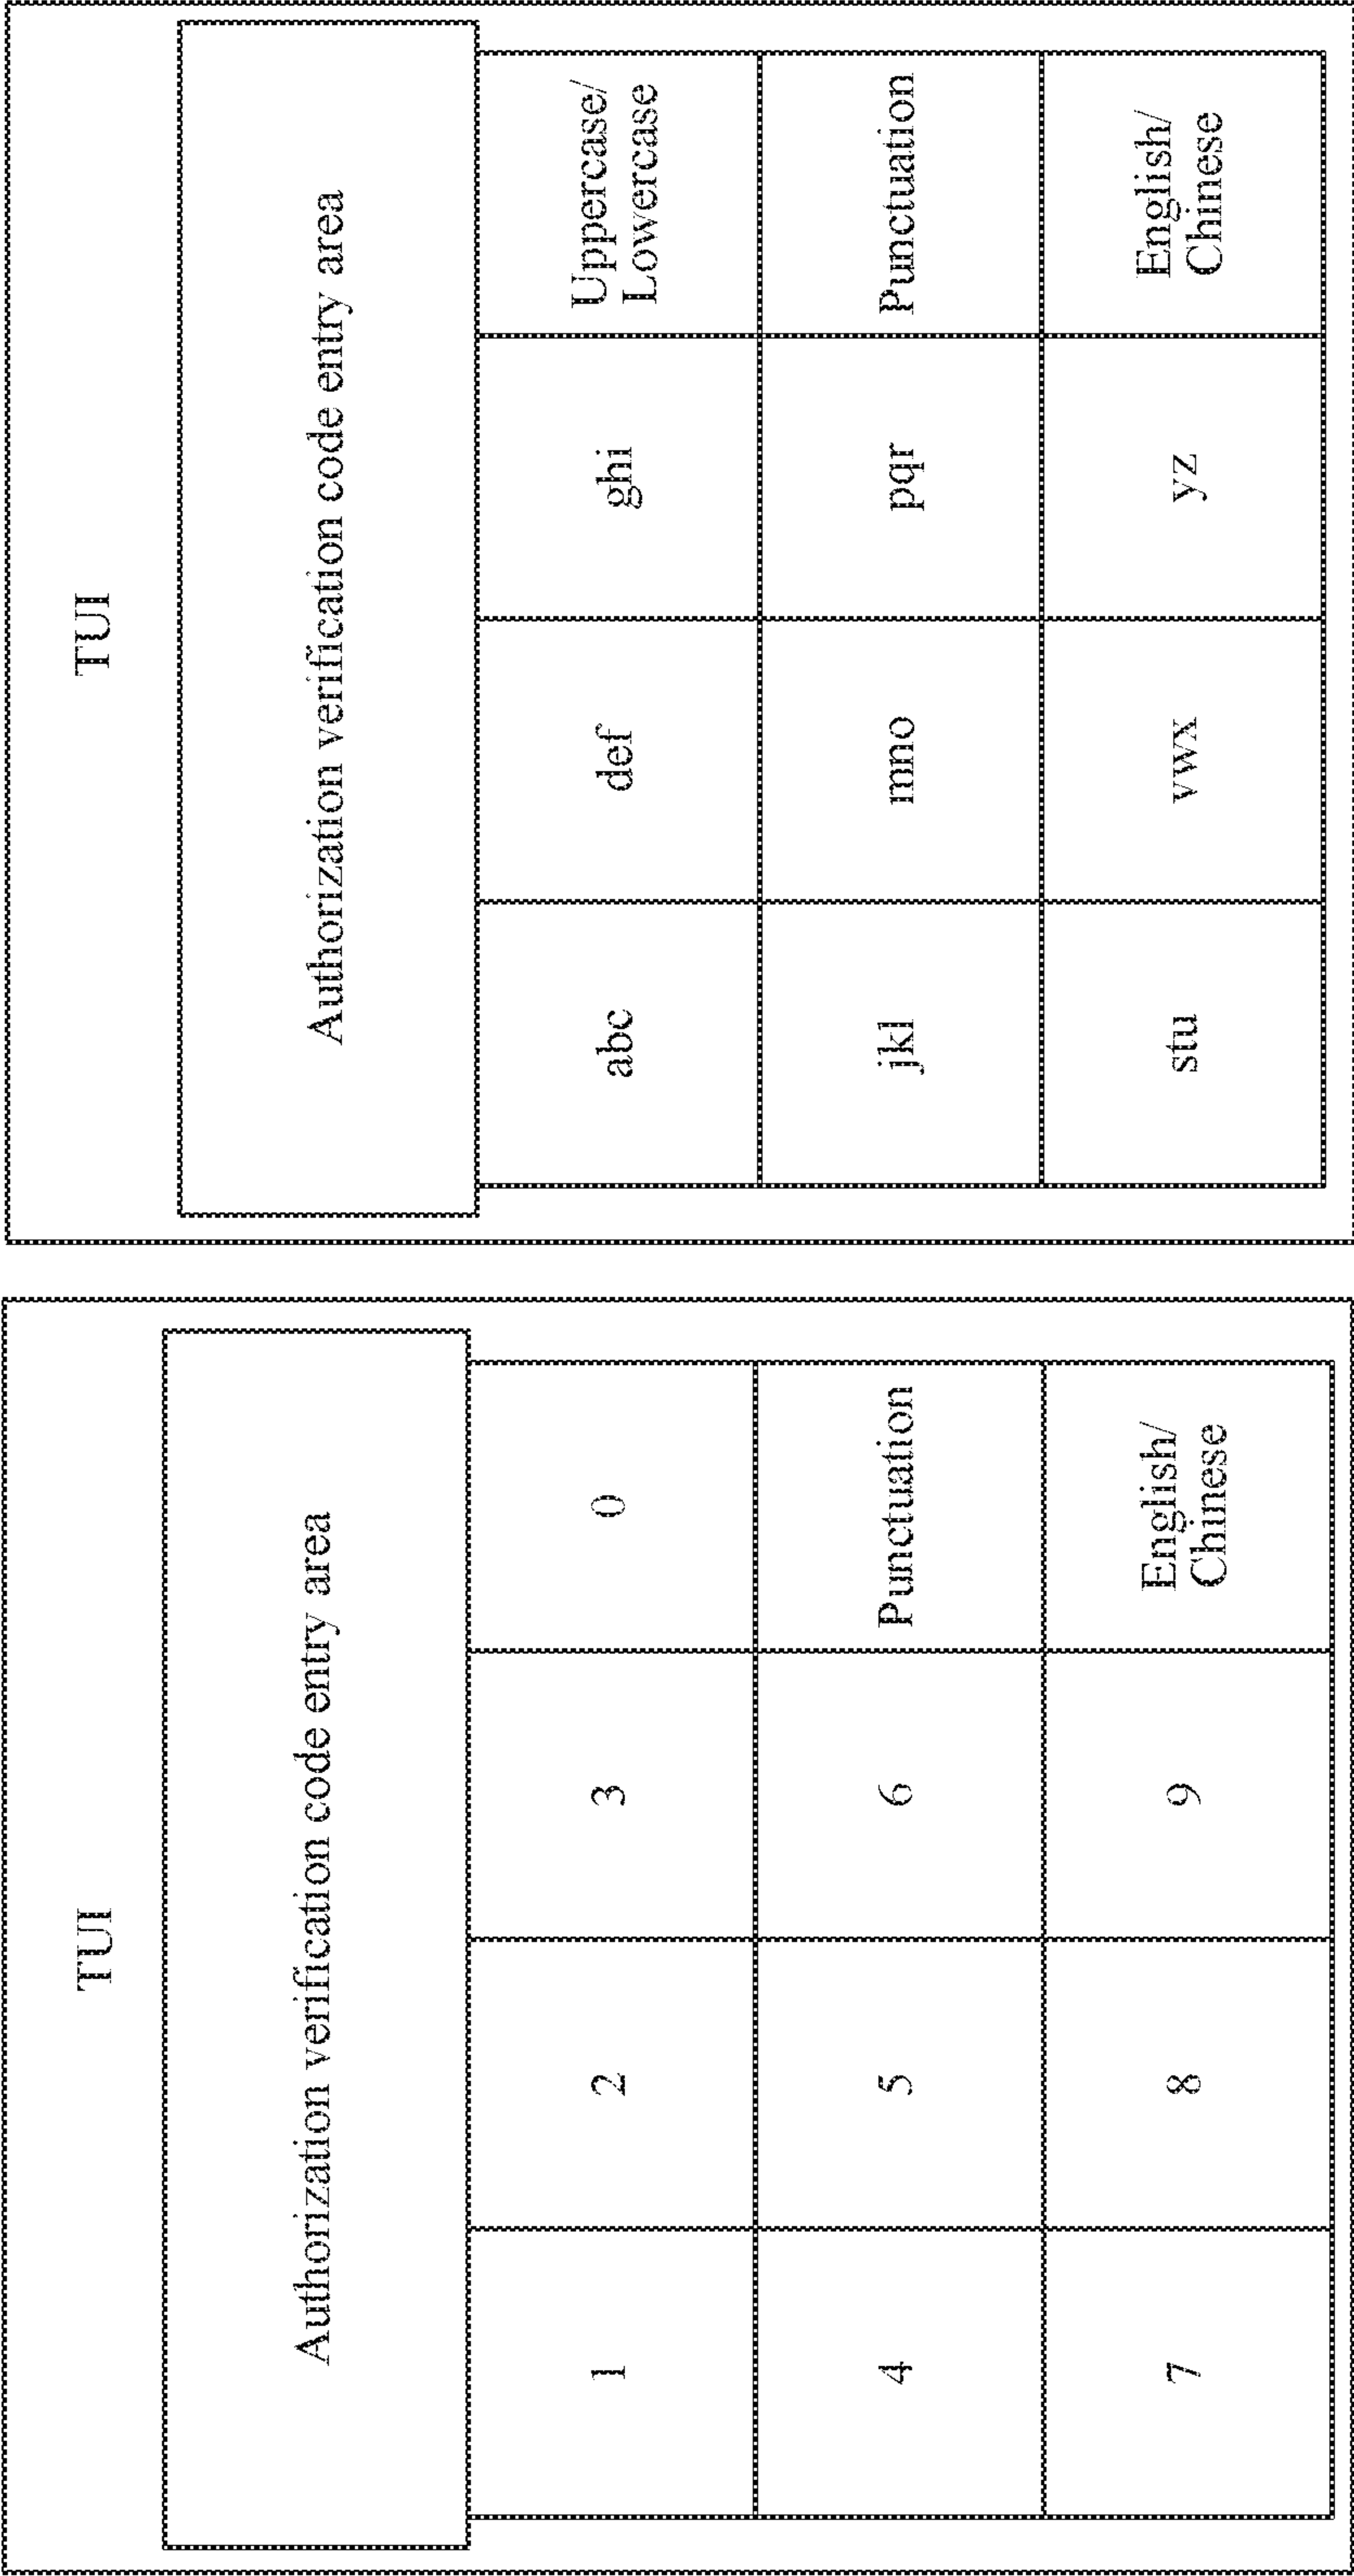 TUI
Authorization verification code entry area
1
2
3
0
4
5
6
Punctuation
7
8
9
English/
Chinese
TUI
Authorization verification code entry area
abc
def
ghi
Uppercase/
Lowercase
jkl
mno
pqr
Punctuation
stu
vwx
yz
English/
Chinese